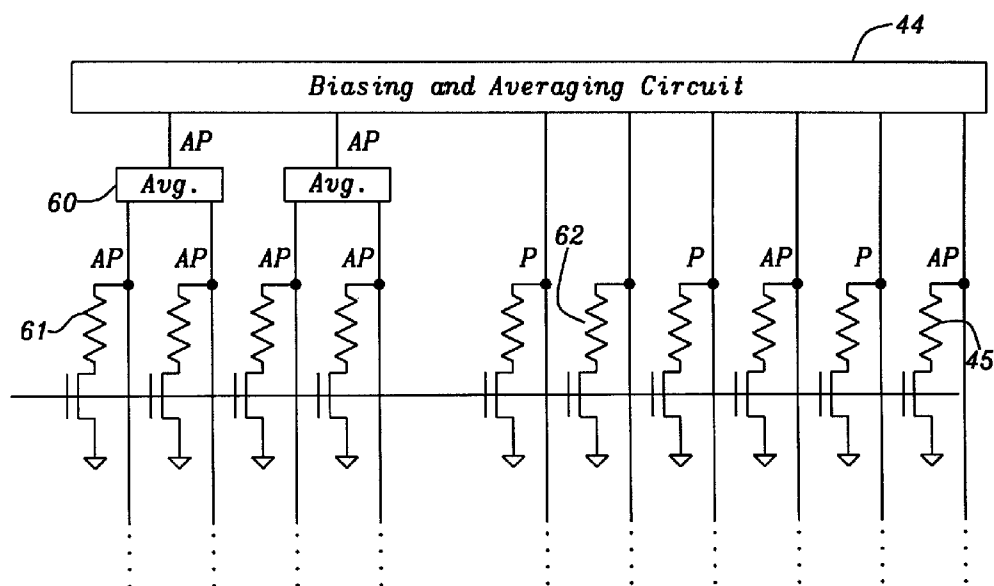 44
Biasing and Averaging Circuit
AP AP
60 Avg. Avg.
AP AP AP AP P 62 P AP P AP
61 45